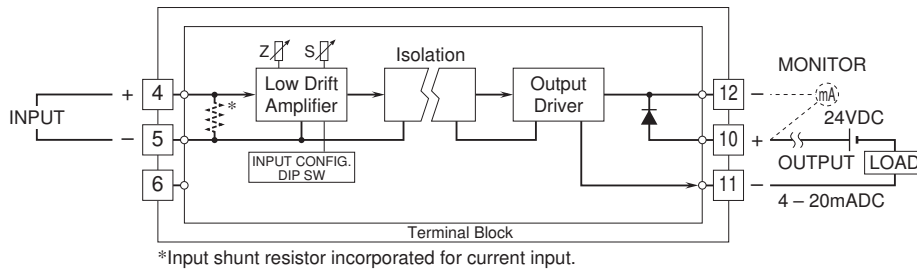 Z S Isolation
MONITOR
INPUT
+ 4
Low Drift
Amplifier
Output
Driver
12 −
mA
− 5
INPUT CONFIG.
DIP SW
10 +
24VDC
OUTPUT
LOAD
6
11 −
4 – 20mADC
Terminal Block
*
*Input shunt resistor incorporated for current input.